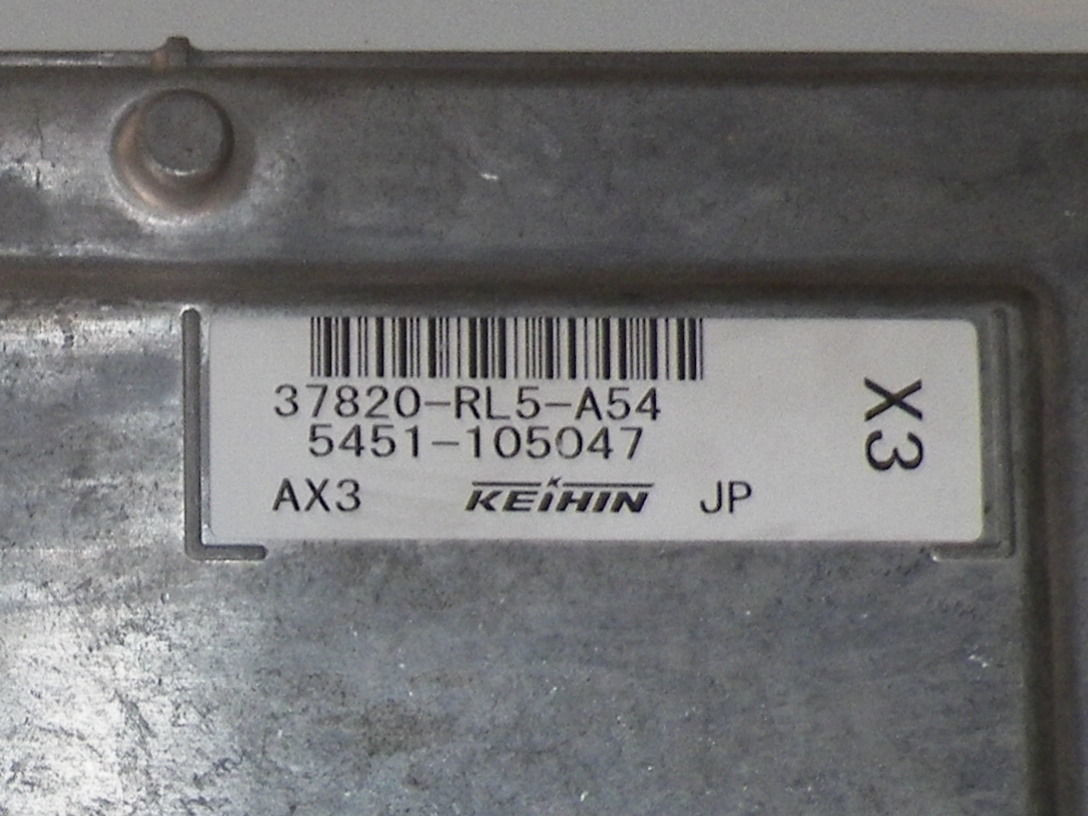 37820-RL5-A54
5451-105047
AX3 KEIHIN JP
X3